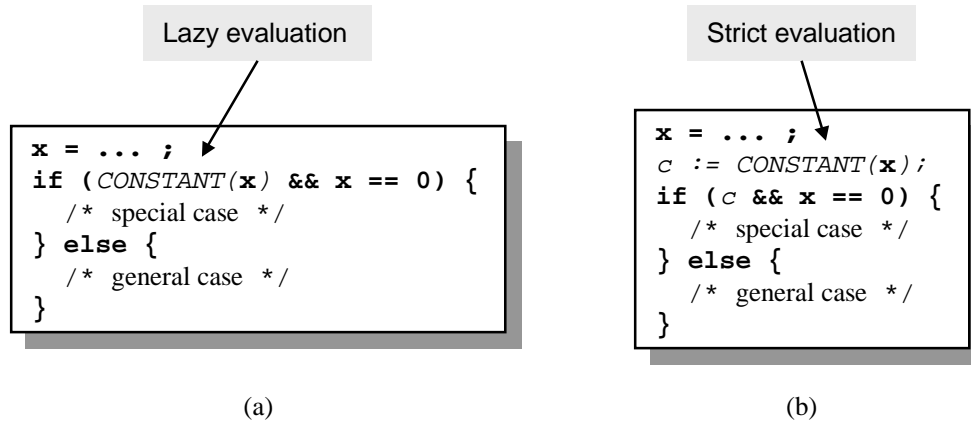 Lazy evaluation
x = ... ;
if (CONSTANT(x) && x == 0) {
/* special case */
} else {
/* general case */
}
(a)
Strict evaluation
x = ... ;
c := CONSTANT(x);
if (c && x == 0) {
/* special case */
} else {
/* general case */
}
(b)